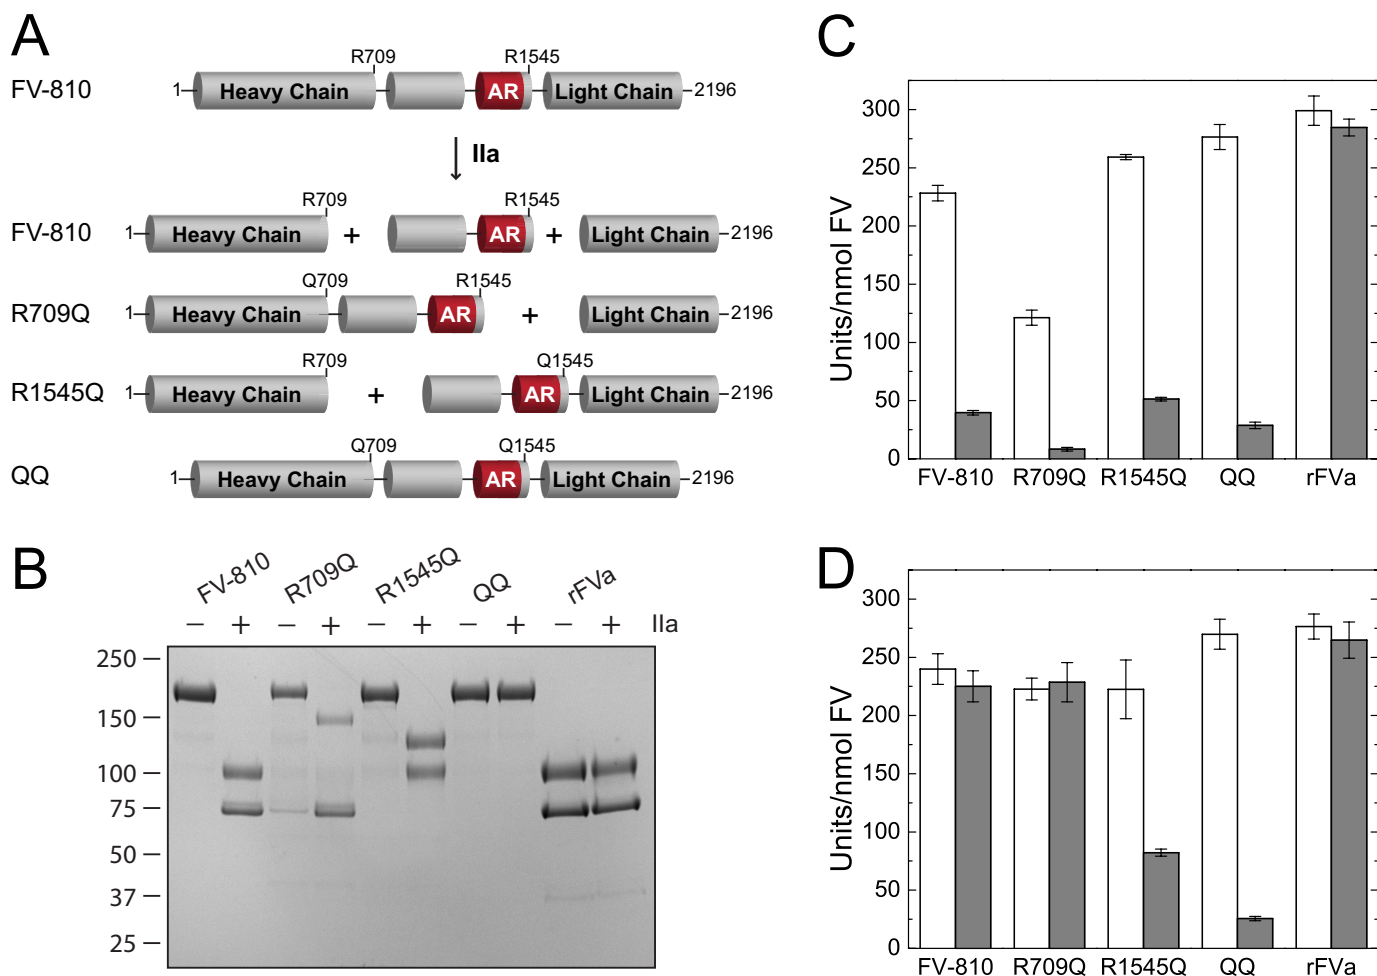 A
FV-810
1
Heavy Chain
R709
AR
R1545
Light Chain
2196
IIa
FV-810
1
Heavy Chain
R709
+
AR
R1545
+
Light Chain
2196
R709Q
1
Heavy Chain
Q709
AR
R1545
+
Light Chain
2196
R1545Q
1
Heavy Chain
R709
+
AR
Q1545
Light Chain
2196
QQ
1
Heavy Chain
Q709
AR
Q1545
Light Chain
2196
B
FV-810 R709Q R1545Q QQ rFVa
− + − + − + − + − + IIa
250
150
100
75
50
37
25
C
Units/nmol FV
300
250
200
150
100
50
0
FV-810 R709Q R1545Q QQ rFVa
D
Units/nmol FV
300
250
200
150
100
50
0
FV-810 R709Q R1545Q QQ rFVa